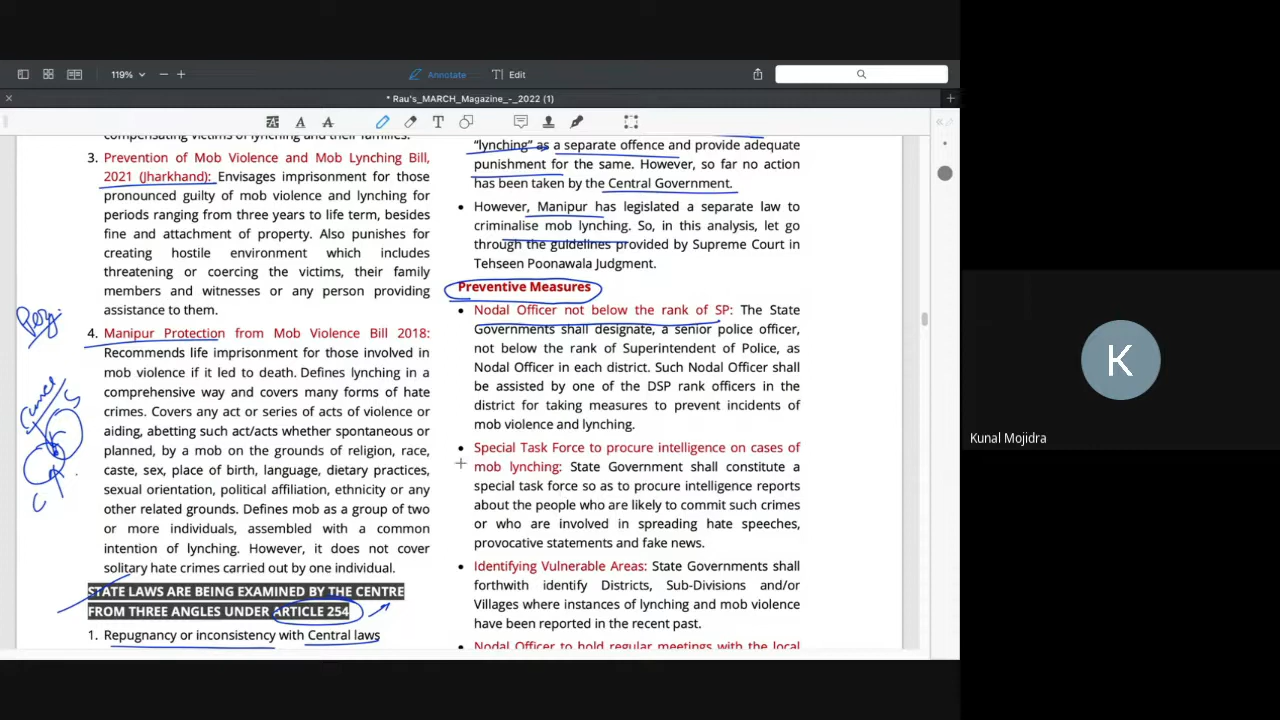 119%
Annotate
Edit
* Rau's_MARCH_Magazine_-_2022 (1)
compensating victims of lynching and their families.
3. Prevention of Mob Violence and Mob Lynching Bill,
2021 (Jharkhand): Envisages imprisonment for those
pronounced guilty of mob violence and lynching for
periods ranging from three years to life term, besides
fine and attachment of property. Also punishes for
creating hostile environment which includes
threatening or coercing the victims, their family
members and witnesses or any person providing
assistance to them.
4. Manipur Protection from Mob Violence Bill 2018:
Recommends life imprisonment for those involved in
mob violence if it led to death. Defines lynching in a
comprehensive way and covers many forms of hate
crimes. Covers any act or series of acts of violence or
aiding, abetting such act/acts whether spontaneous or
planned, by a mob on the grounds of religion, race,
caste, sex, place of birth, language, dietary practices,
sexual orientation, political affiliation, ethnicity or any
other related grounds. Defines mob as a group of two
or more individuals, assembled with a common
intention of lynching. However, it does not cover
solitary hate crimes carried out by one individual.
STATE LAWS ARE BEING EXAMINED BY THE CENTRE
FROM THREE ANGLES UNDER ARTICLE 254
1. Repugnancy or inconsistency with Central laws
"lynching" as a separate offence and provide adequate
punishment for the same. However, so far no action
has been taken by the Central Government.
• However, Manipur has legislated a separate law to
criminalise mob lynching. So, in this analysis, let go
through the guidelines provided by Supreme Court in
Tehseen Poonawala Judgment.
Preventive Measures
• Nodal Officer not below the rank of SP: The State
Governments shall designate, a senior police officer,
not below the rank of Superintendent of Police, as
Nodal Officer in each district. Such Nodal Officer shall
be assisted by one of the DSP rank officers in the
district for taking measures to prevent incidents of
mob violence and lynching.
• Special Task Force to procure intelligence on cases of
mob lynching: State Government shall constitute a
special task force so as to procure intelligence reports
about the people who are likely to commit such crimes
or who are involved in spreading hate speeches,
provocative statements and fake news.
• Identifying Vulnerable Areas: State Governments shall
forthwith identify Districts, Sub-Divisions and/or
Villages where instances of lynching and mob violence
have been reported in the recent past.
• Nodal Officer to hold regular meetings with the local
K
Kunal Mojidra